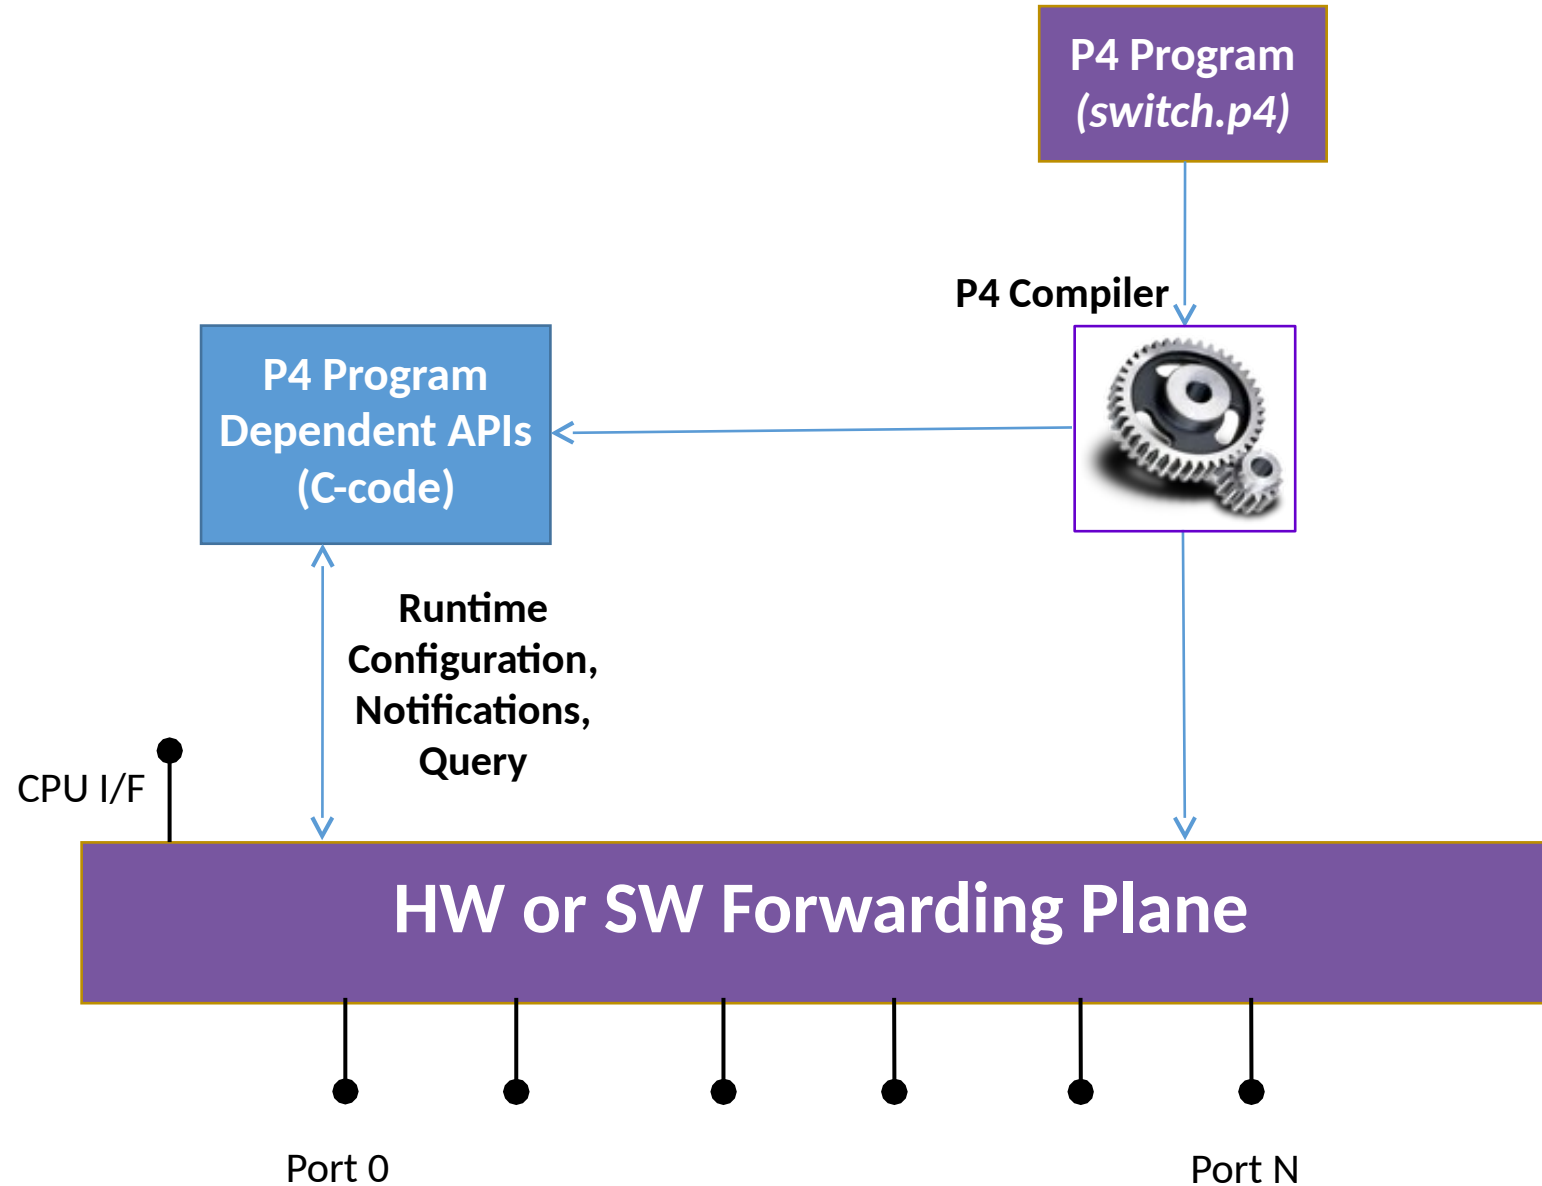 P4 Program
(switch.p4)
P4 Compiler
P4 Program
Dependent APIs
(C-code)
Runtime
Configuration,
Notifications,
Query
CPU I/F
HW or SW Forwarding Plane
Port 0
Port N